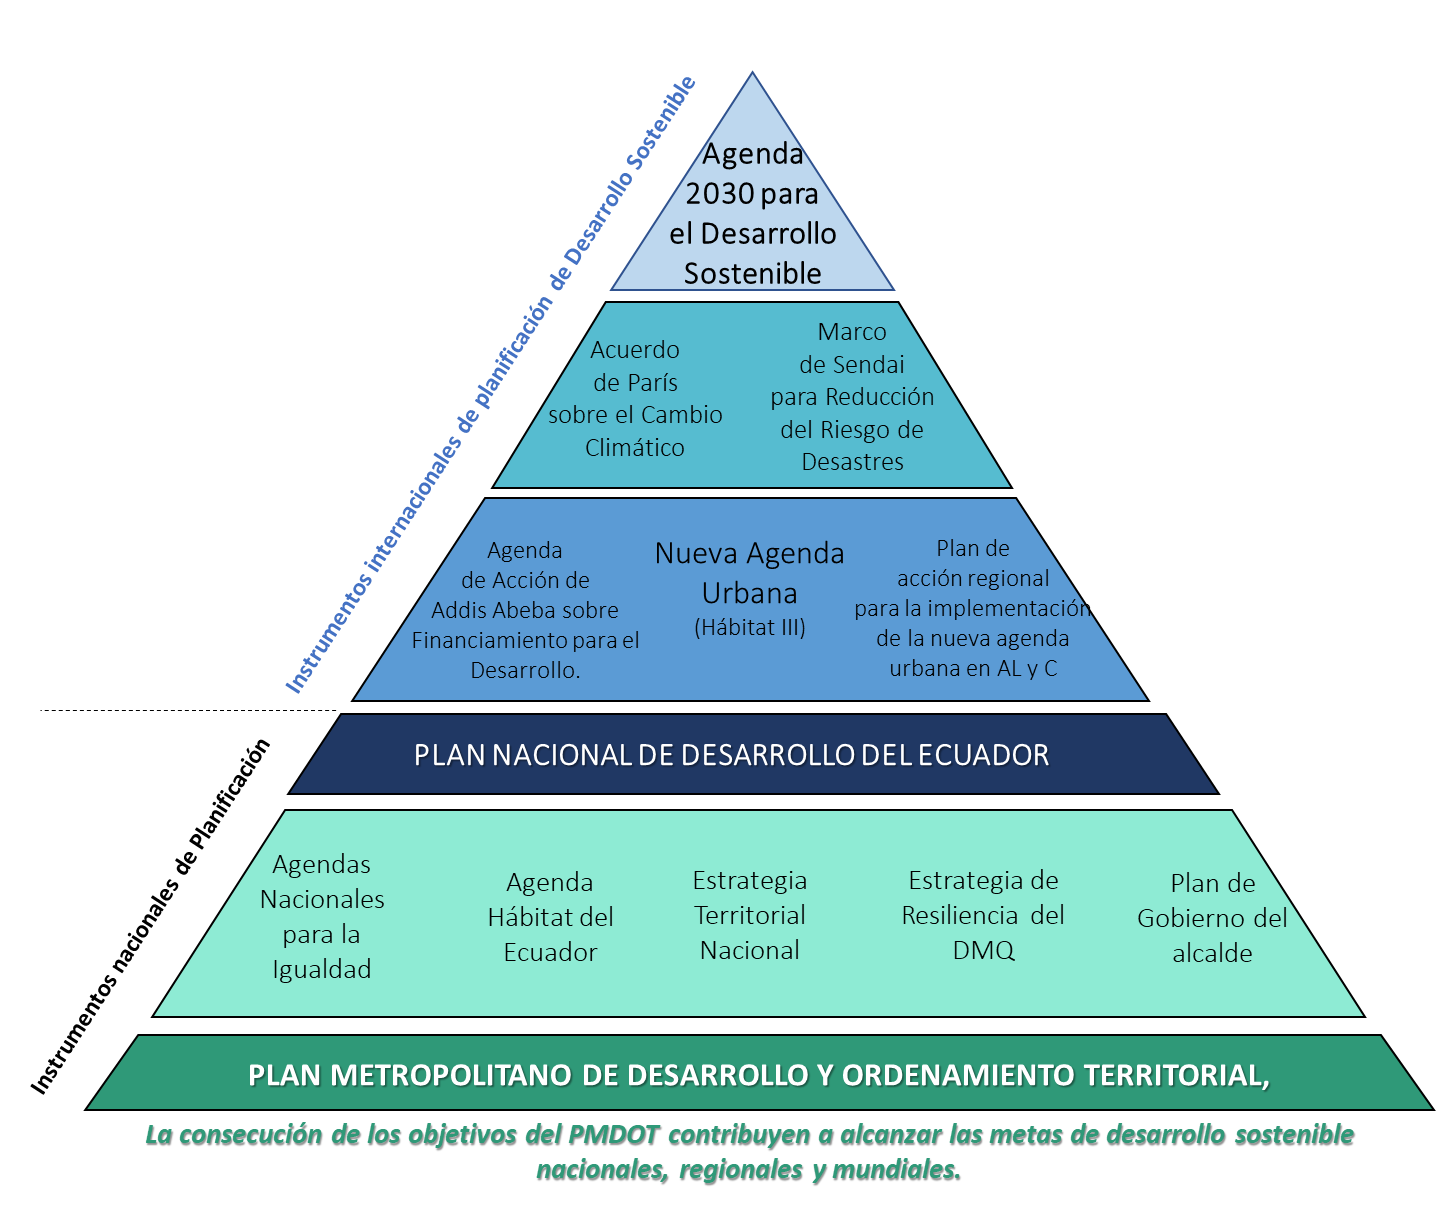 Instrumentos internacionales de planificación de Desarrollo Sostenible
Agenda
2030 para
el Desarrollo
Sostenible
Acuerdo
de París
sobre el Cambio
Climático
Marco
de Sendai
para Reducción
del Riesgo de
Desastres
Agenda
de Acción de
Addis Abeba sobre
Financiamiento para el
Desarrollo.
Nueva Agenda
Urbana
(Hábitat III)
Plan de
acción regional
para la implementación
de la nueva agenda
urbana en AL y C
Instrumentos nacionales de Planificación
PLAN NACIONAL DE DESARROLLO DEL ECUADOR
Agendas
Nacionales
para la
Igualdad
Agenda
Hábitat del
Ecuador
Estrategia
Territorial
Nacional
Estrategia de
Resiliencia del
DMQ
Plan de
Gobierno del
alcalde
PLAN METROPOLITANO DE DESARROLLO Y ORDENAMIENTO TERRITORIAL,
La consecución de los objetivos del PMDOT contribuyen a alcanzar las metas de desarrollo sostenible
nacionales, regionales y mundiales.